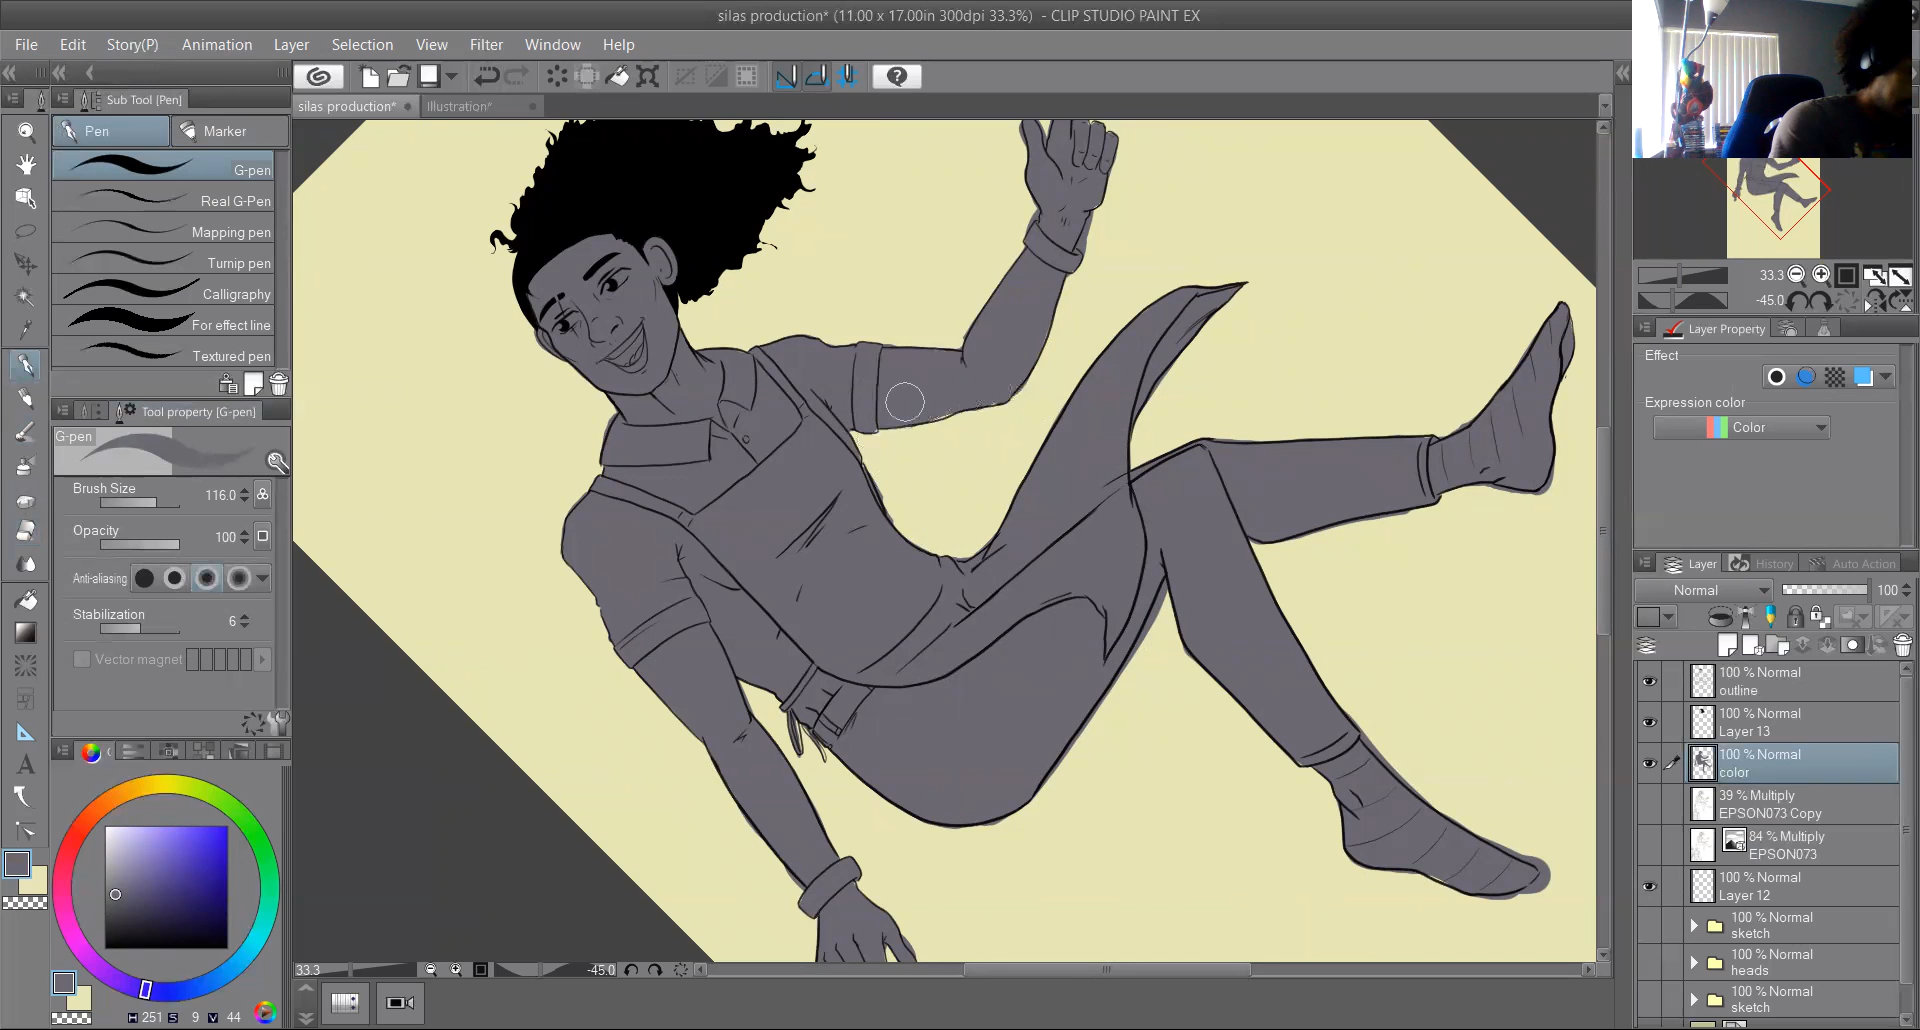 silas production* (11.00 x 17.00in 300dpi 33.3%)  - CLIP STUDIO PAINT EX
File Edit Story(P) Animation Layer Selection View Filter Window Help
Sub Tool [Pen]
silas production* Illustration*
Pen Marker
G-pen
Real G-Pen
Mapping pen
Turnip pen
Calligraphy
For effect line
Textured pen
Tool property [G-pen]
G-pen
Brush Size 116.0
Opacity 100
Anti-aliasing
Stabilization 6
Vector magnet
H 251 S 9 V 44
33.3 -45.0
33.3
-45.0
Layer Property
Effect
Expression color
Color
Layer History Auto Action
Normal 100
100 % Normal
outline
100 % Normal
Layer 13
100 % Normal
color
39 % Multiply
EPSON073 Copy
84 % Multiply
EPSON073
100 % Normal
Layer 12
100 % Normal
sketch
100 % Normal
heads
100 % Normal
sketch